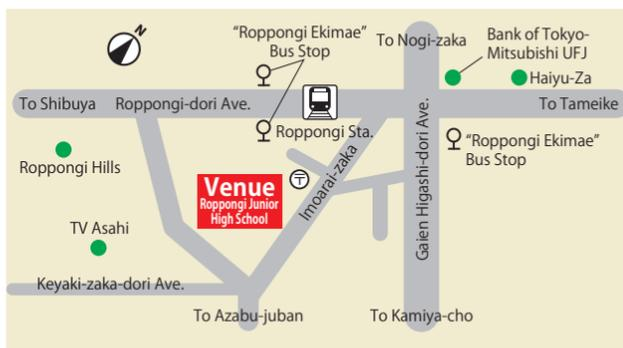 N
"Roppongi Ekimae"
Bus Stop
To Nogi-zaka
Bank of Tokyo-
Mitsubishi UFJ
Haiyu-Za
To Shibuya
Roppongi-dori Ave.
To Tameike
Roppongi Sta.
"Roppongi Ekimae"
Bus Stop
Roppongi Hills
Venue
Roppongi Junior
High School
〒
Imoarai-zaka
Gaien Higashi-dori Ave.
TV Asahi
Keyaki-zaka-dori Ave.
To Azabu-juban
To Kamiya-cho